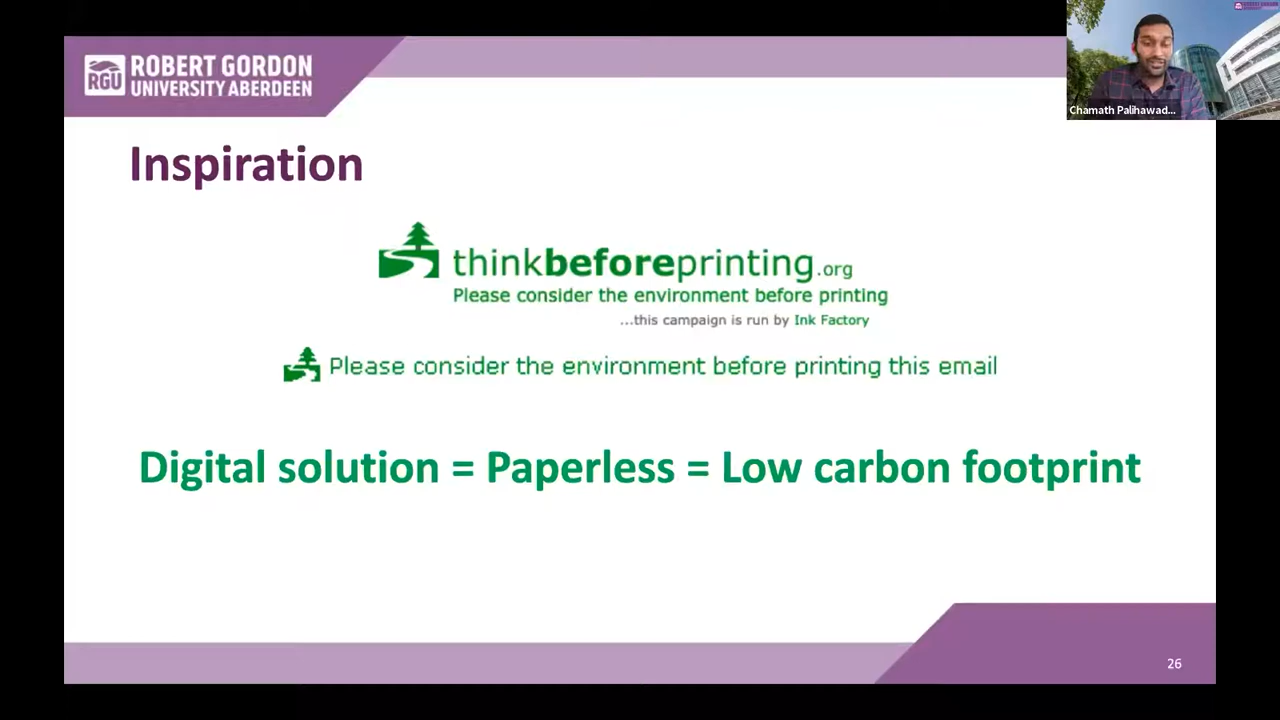 RGU
ROBERT GORDON
UNIVERSITY ABERDEEN
Chamath Palihawad...
Inspiration
thinkbeforeprinting.org
Please consider the environment before printing
...this campaign is run by Ink Factory
Please consider the environment before printing this email
Digital solution = Paperless = Low carbon footprint
26